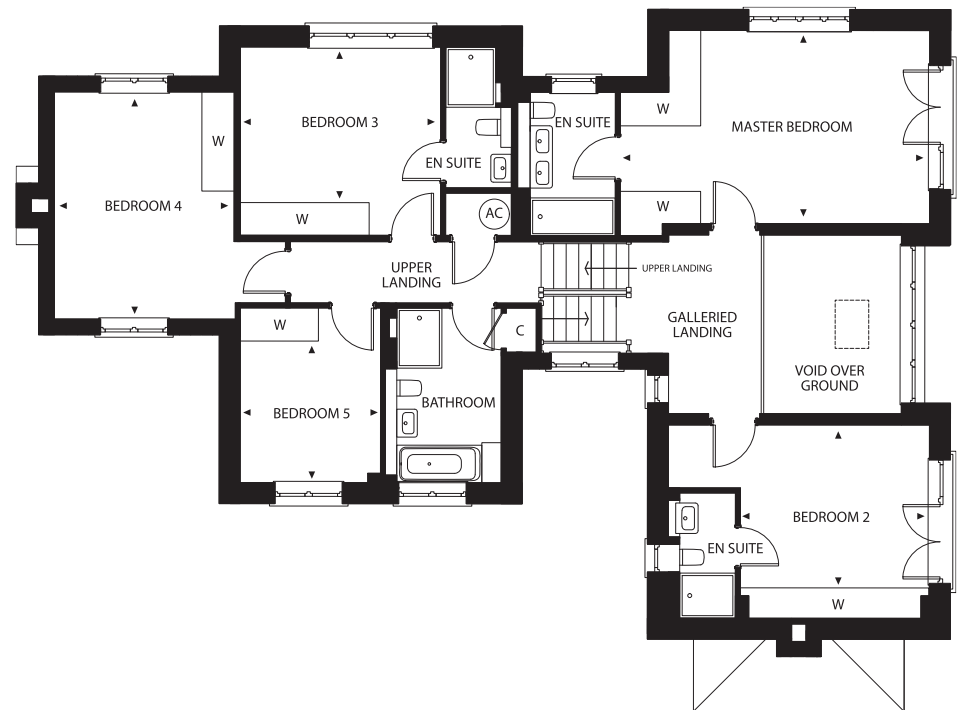 W
EN SUITE
W
BEDROOM 3
MASTER BEDROOM
W
EN SUITE
BEDROOM 4
W
W
AC
UPPER
LANDING
UPPER LANDING
GALLERIED
LANDING
W
C
VOID OVER
GROUND
BATHROOM
BEDROOM 5
BEDROOM 2
EN SUITE
W